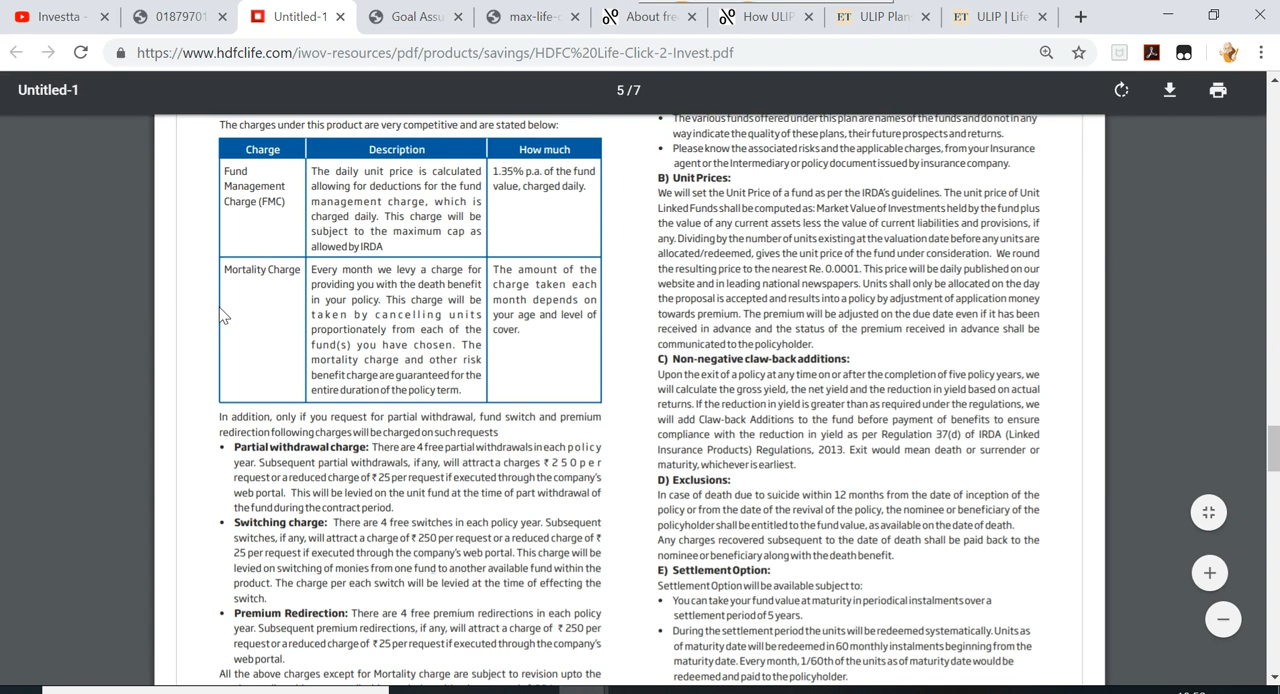 Investta
01879701
Untitled-1
Goal Assu
max-life-c
About fre
How ULIP
ET ULIP Plan
ET ULIP | Life
https://www.hdfclife.com/iwov-resources/pdf/products/savings/HDFC%20Life-Click-2-Invest.pdf
Untitled-1
5 / 7
The charges under this product are very competitive and are stated below:
Charge Description How much
Fund The daily unit price is calculated 1.35% p.a. of the fund
Management allowing for deductions for the fund value, charged daily.
Charge (FMC) management charge, which is
charged daily. This charge will be
subject to the maximum cap as
allowed by IRDA
Mortality Charge Every month we levy a charge for The amount of the
providing you with the death benefit charge taken each
in your policy. This charge will be month depends on
taken by cancelling units your age and level of
proportionately from each of the cover.
fund(s) you have chosen. The
mortality charge and other risk
benefit charge are guaranteed for the
entire duration of the policy term.
In addition, only if you request for partial withdrawal, fund switch and premium
redirection following charges will be charged on such requests
• Partial withdrawal charge: There are 4 free partial withdrawals in each policy
year. Subsequent partial withdrawals, if any, will attract a charges ₹ 250 per
request or a reduced charge of ₹ 25 per request if executed through the company's
web portal. This will be levied on the unit fund at the time of part withdrawal of
the fund during the contract period.
• Switching charge: There are 4 free switches in each policy year. Subsequent
switches, if any, will attract a charge of ₹ 250 per request or a reduced charge of ₹
25 per request if executed through the company's web portal. This charge will be
levied on switching of monies from one fund to another available fund within the
product. The charge per each switch will be levied at the time of effecting the
switch.
• Premium Redirection: There are 4 free premium redirections in each policy
year. Subsequent premium redirections, if any, will attract a charge of ₹ 250 per
request or a reduced charge of ₹ 25 per request if executed through the company's
web portal.
All the above charges except for Mortality charge are subject to revision upto the
• The various funds offered under this plan are names of the funds and do not in any
way indicate the quality of these plans, their future prospects and returns.
• Please know the associated risks and the applicable charges, from your Insurance
agent or the Intermediary or policy document issued by insurance company.
B) Unit Prices:
We will set the Unit Price of a fund as per the IRDA's guidelines. The unit price of Unit
Linked Funds shall be computed as: Market Value of Investments held by the fund plus
the value of any current assets less the value of current liabilities and provisions, if
any. Dividing by the number of units existing at the valuation date before any units are
allocated/redeemed, gives the unit price of the fund under consideration. We round
the resulting price to the nearest Re. 0.0001. This price will be daily published on our
website and in leading national newspapers. Units shall only be allocated on the day
the proposal is accepted and results into a policy by adjustment of application money
towards premium. The premium will be adjusted on the due date even if it has been
received in advance and the status of the premium received in advance shall be
communicated to the policyholder.
C) Non-negative claw-back additions:
Upon the exit of a policy at any time on or after the completion of five policy years, we
will calculate the gross yield, the net yield and the reduction in yield based on actual
returns. If the reduction in yield is greater than as required under the regulations, we
will add Claw-back Additions to the fund before payment of benefits to ensure
compliance with the reduction in yield as per Regulation 37(d) of IRDA (Linked
Insurance Products) Regulations, 2013. Exit would mean death or surrender or
maturity, whichever is earliest.
D) Exclusions:
In case of death due to suicide within 12 months from the date of inception of the
policy or from the date of the revival of the policy, the nominee or beneficiary of the
policyholder shall be entitled to the fund value, as available on the date of death.
Any charges recovered subsequent to the date of death shall be paid back to the
nominee or beneficiary along with the death benefit.
E) Settlement Option:
Settlement Option will be available subject to:
• You can take your fund value at maturity in periodical instalments over a
settlement period of 5 years.
• During the settlement period the units will be redeemed systematically. Units as
of maturity date will be redeemed in 60 monthly instalments beginning from the
maturity date. Every month, 1/60th of the units as of maturity date would be
redeemed and paid to the policyholder.